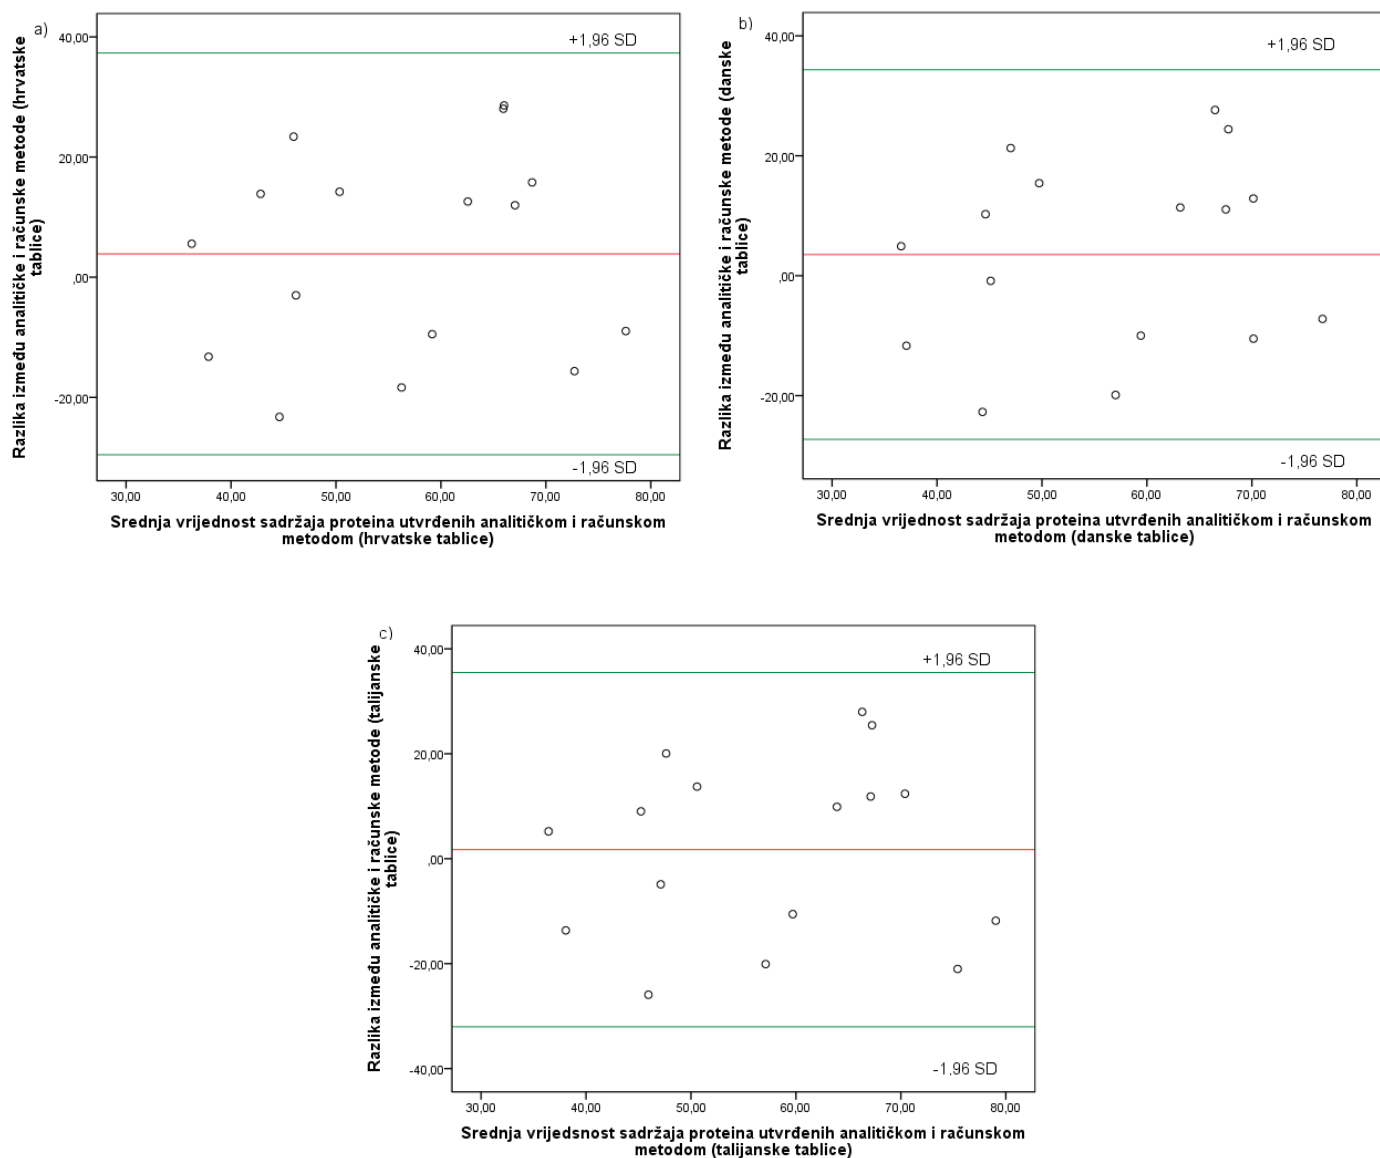 a)
40,00
20,00
,00
-20,00
+1,96 SD
-1,96 SD
Razlika između analitičke i računske metode (hrvatske
tablice)
30,00 40,00 50,00 60,00 70,00 80,00
Srednja vrijednost sadržaja proteina utvrđenih analitičkom i računskom
metodom (hrvatske tablice)
b)
40,00
20,00
,00
-20,00
+1,96 SD
-1,96 SD
Razlika između analitičke i računske metode (danske
tablice)
30,00 40,00 50,00 60,00 70,00 80,00
Srednja vrijednost sadržaja proteina utvrđenih analitičkom i računskom
metodom (danske tablice)
c)
40,00
20,00
,00
-20,00
-40,00
+1,96 SD
-1,96 SD
Razlika između analitičke i računske metode (talijanske
tablice)
30,00 40,00 50,00 60,00 70,00 80,00
Srednja vrijedsnost sadržaja proteina utvrđenih analitičkom i računskom
metodom (talijanske tablice)